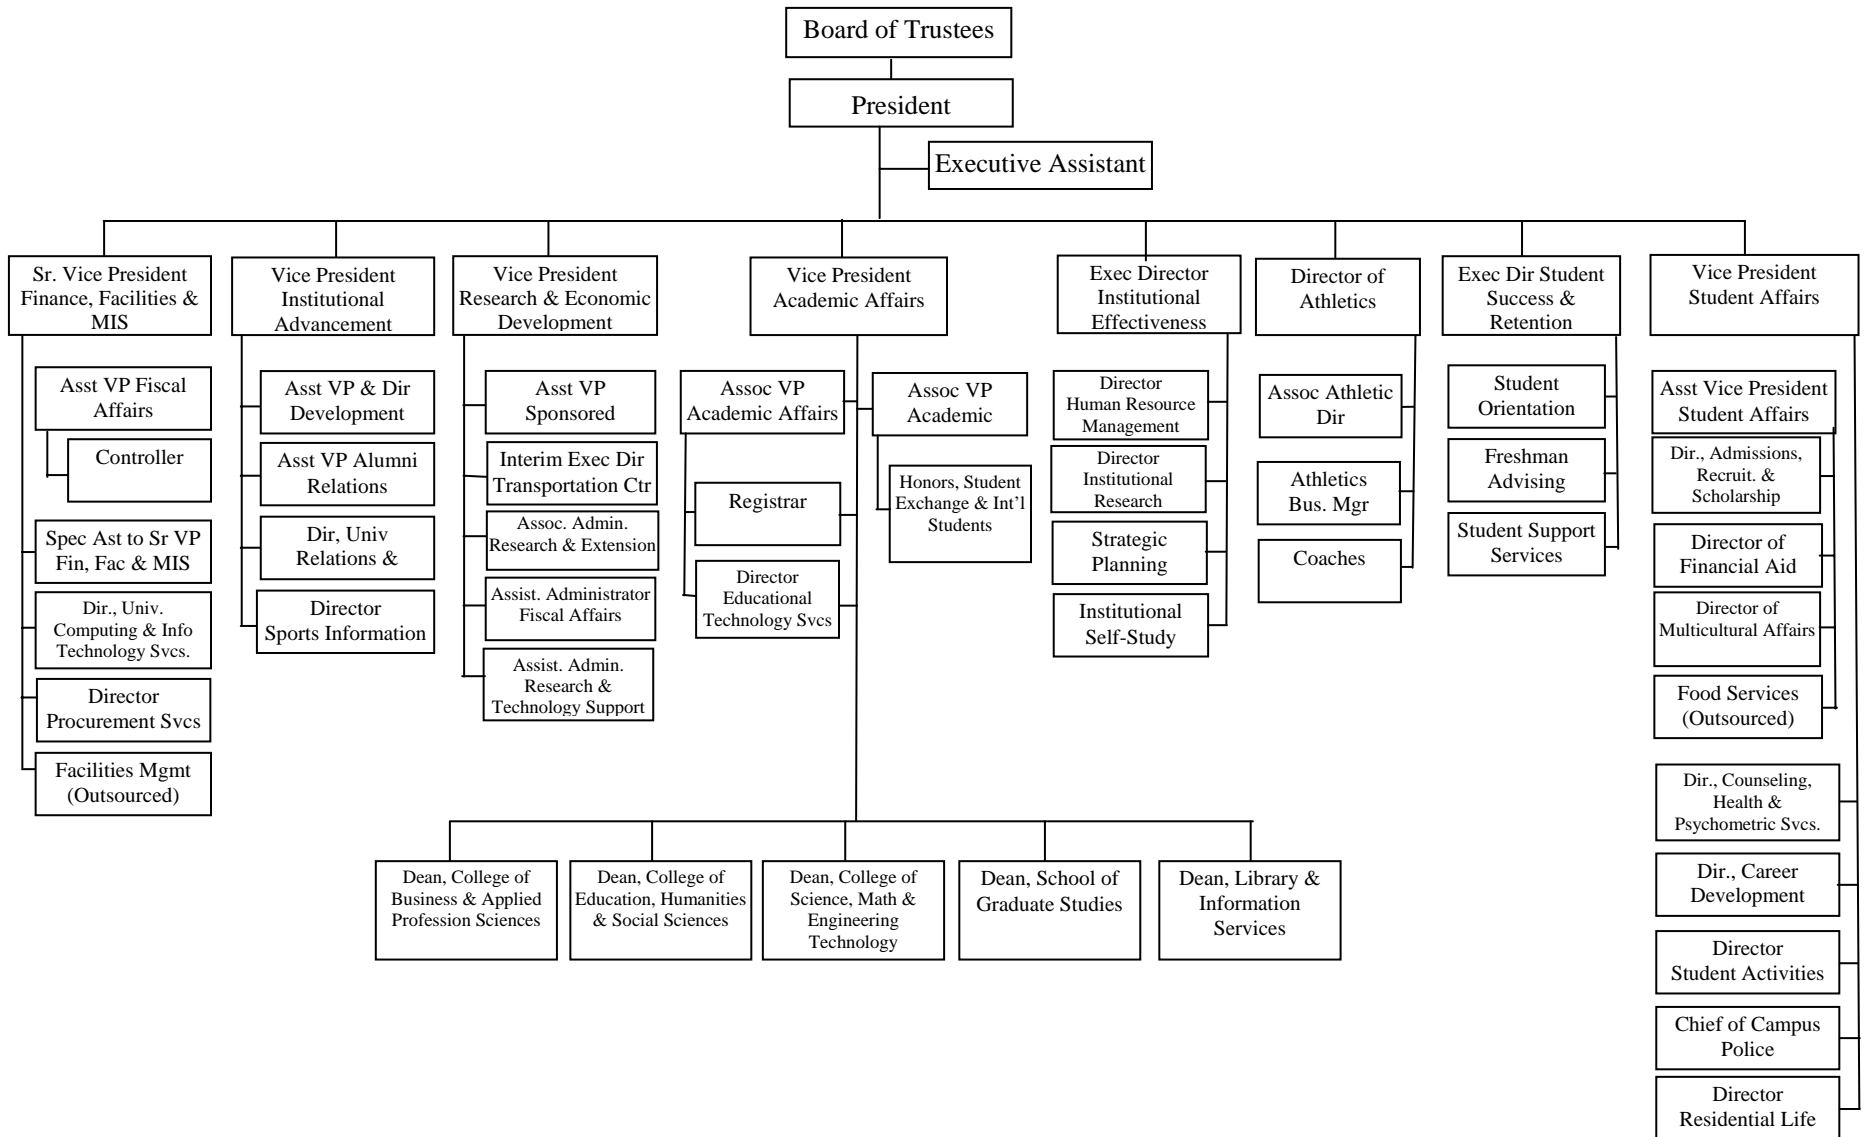 Board of Trustees
President
Executive Assistant
Sr. Vice President
Finance, Facilities &
MIS
Vice President
Institutional
Advancement
Vice President
Research & Economic
Development
Vice President
Academic Affairs
Exec Director
Institutional
Effectiveness
Director of
Athletics
Exec Dir Student
Success &
Retention
Vice President
Student Affairs
Asst VP Fiscal
Affairs
Controller
Spec Ast to Sr VP
Fin, Fac & MIS
Dir., Univ.
Computing & Info
Technology Svcs.
Director
Procurement Svcs
Facilities Mgmt
(Outsourced)
Asst VP & Dir
Development
Asst VP Alumni
Relations
Dir, Univ
Relations &
Director
Sports Information
Asst VP
Sponsored
Interim Exec Dir
Transportation Ctr
Assoc. Admin.
Research & Extension
Assist. Administrator
Fiscal Affairs
Assist. Admin.
Research &
Technology Support
Assoc VP
Academic Affairs
Registrar
Director
Educational
Technology Svcs
Assoc VP
Academic
Honors, Student
Exchange & Int’l
Students
Director
Human Resource
Management
Director
Institutional
Research
Strategic
Planning
Institutional
Self-Study
Assoc Athletic
Dir
Athletics
Bus. Mgr
Coaches
Student
Orientation
Freshman
Advising
Student Support
Services
Asst Vice President
Student Affairs
Dir., Admissions,
Recruit. &
Scholarship
Director of
Financial Aid
Director of
Multicultural Affairs
Food Services
(Outsourced)
Dir., Counseling,
Health &
Psychometric Svcs.
Dir., Career
Development
Director
Student Activities
Chief of Campus
Police
Director
Residential Life
Dean, College of
Business & Applied
Profession Sciences
Dean, College of
Education, Humanities
& Social Sciences
Dean, College of
Science, Math &
Engineering
Technology
Dean, School of
Graduate Studies
Dean, Library &
Information
Services